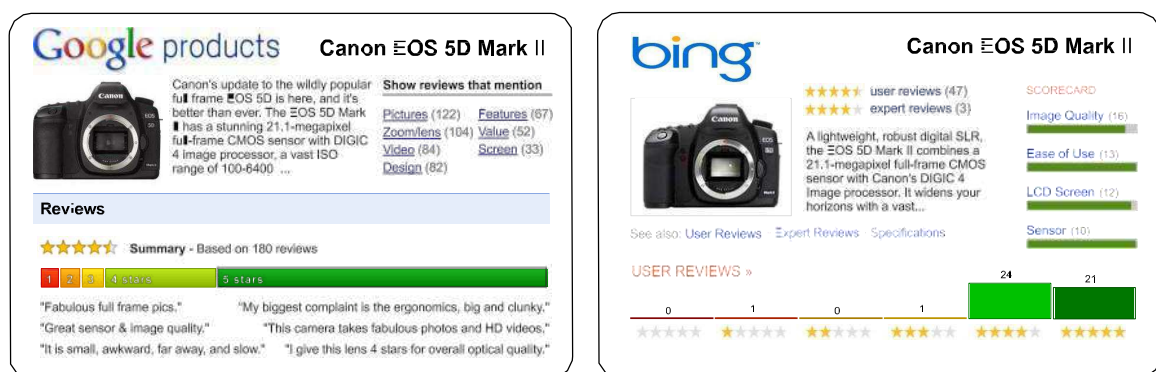 Google products
Canon EOS 5D Mark II
Canon's update to the wildly popular
full frame EOS 5D is here, and it's
better than ever. The EOS 5D Mark
II has a stunning 21.1-megapixel
full-frame CMOS sensor with DIGIC
4 image processor, a vast ISO
range of 100-6400 ...
Show reviews that mention
Pictures (122) Features (67)
Zoom/lens (104) Value (52)
Video (84) Screen (33)
Design (82)
Canon
EOS
5D
Reviews
Summary - Based on 180 reviews
1 2 3 4 stars 5 stars
"Fabulous full frame pics." "My biggest complaint is the ergonomics, big and clunky."
"Great sensor & image quality." "This camera takes fabulous photos and HD videos."
"It is small, awkward, far away, and slow." "I give this lens 4 stars for overall optical quality."
bing™
Canon EOS 5D Mark II
user reviews (47)
expert reviews (3)
A lightweight, robust digital SLR,
the EOS 5D Mark II combines a
21.1-megapixel full-frame CMOS
sensor with Canon's DIGIC 4
Image processor. It widens your
horizons with a vast...
Canon
EOS
5D
SCORECARD
Image Quality (16)
Ease of Use (13)
LCD Screen (12)
Sensor (10)
See also: User Reviews Expert Reviews Specifications
USER REVIEWS »
0 1 0 1 24 21